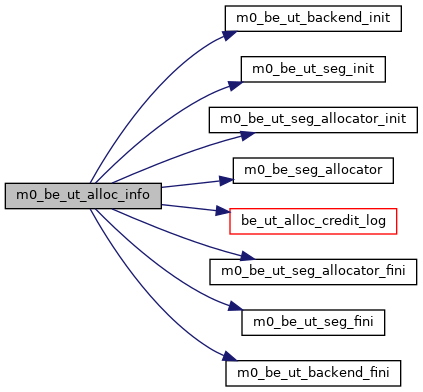 m0_be_ut_backend_init
m0_be_ut_seg_init
m0_be_ut_seg_allocator_init
m0_be_seg_allocator
m0_be_ut_alloc_info
be_ut_alloc_credit_log
m0_be_ut_seg_allocator_fini
m0_be_ut_seg_fini
m0_be_ut_backend_fini